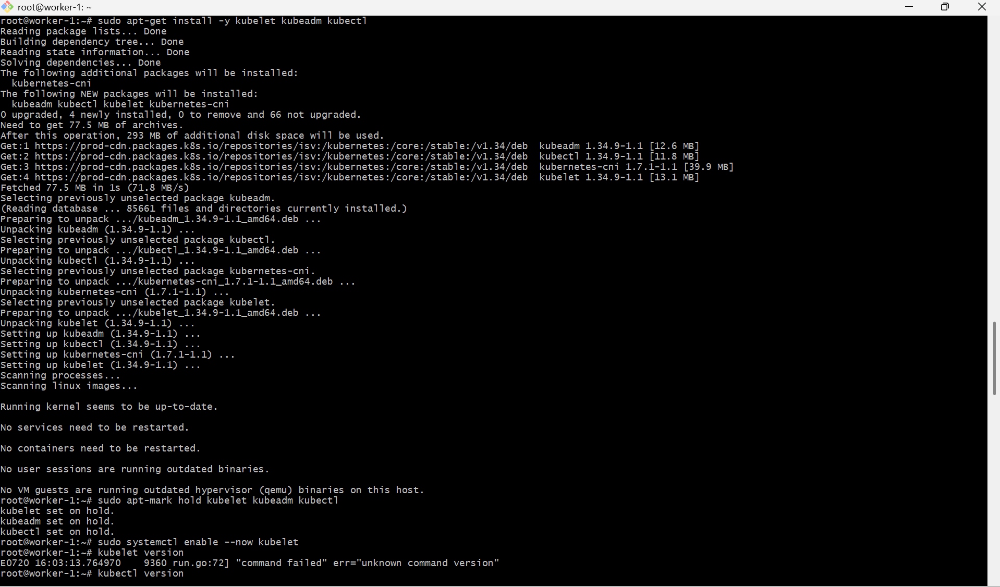 root@worker-1: ~
root@worker-1:~# sudo apt-get install -y kubelet kubeadm kubectl
Reading package lists... Done
Building dependency tree... Done
Reading state information... Done
Solving dependencies... Done
The following additional packages will be installed:
  kubernetes-cni
The following NEW packages will be installed:
  kubeadm kubectl kubelet kubernetes-cni
0 upgraded, 4 newly installed, 0 to remove and 66 not upgraded.
Need to get 77.5 MB of archives.
After this operation, 293 MB of additional disk space will be used.
Get:1 https://prod-cdn.packages.k8s.io/repositories/isv:/kubernetes:/core:/stable:/v1.34/deb  kubeadm 1.34.9-1.1 [12.6 MB]
Get:2 https://prod-cdn.packages.k8s.io/repositories/isv:/kubernetes:/core:/stable:/v1.34/deb  kubectl 1.34.9-1.1 [11.8 MB]
Get:3 https://prod-cdn.packages.k8s.io/repositories/isv:/kubernetes:/core:/stable:/v1.34/deb  kubernetes-cni 1.7.1-1.1 [39.9 MB]
Get:4 https://prod-cdn.packages.k8s.io/repositories/isv:/kubernetes:/core:/stable:/v1.34/deb  kubelet 1.34.9-1.1 [13.1 MB]
Fetched 77.5 MB in 1s (71.8 MB/s)
Selecting previously unselected package kubeadm.
(Reading database ... 85661 files and directories currently installed.)
Preparing to unpack .../kubeadm_1.34.9-1.1_amd64.deb ...
Unpacking kubeadm (1.34.9-1.1) ...
Selecting previously unselected package kubectl.
Preparing to unpack .../kubectl_1.34.9-1.1_amd64.deb ...
Unpacking kubectl (1.34.9-1.1) ...
Selecting previously unselected package kubernetes-cni.
Preparing to unpack .../kubernetes-cni_1.7.1-1.1_amd64.deb ...
Unpacking kubernetes-cni (1.7.1-1.1) ...
Selecting previously unselected package kubelet.
Preparing to unpack .../kubelet_1.34.9-1.1_amd64.deb ...
Unpacking kubelet (1.34.9-1.1) ...
Setting up kubeadm (1.34.9-1.1) ...
Setting up kubectl (1.34.9-1.1) ...
Setting up kubernetes-cni (1.7.1-1.1) ...
Setting up kubelet (1.34.9-1.1) ...
Scanning processes...
Scanning linux images...
Running kernel seems to be up-to-date.
No services need to be restarted.
No containers need to be restarted.
No user sessions are running outdated binaries.
No VM guests are running outdated hypervisor (qemu) binaries on this host.
root@worker-1:~# sudo apt-mark hold kubelet kubeadm kubectl
kubelet set on hold.
kubeadm set on hold.
kubectl set on hold.
root@worker-1:~# sudo systemctl enable --now kubelet
root@worker-1:~# kubelet version
E0720 16:03:13.764970    9360 run.go:72] "command failed" err="unknown command version"
root@worker-1:~# kubectl version